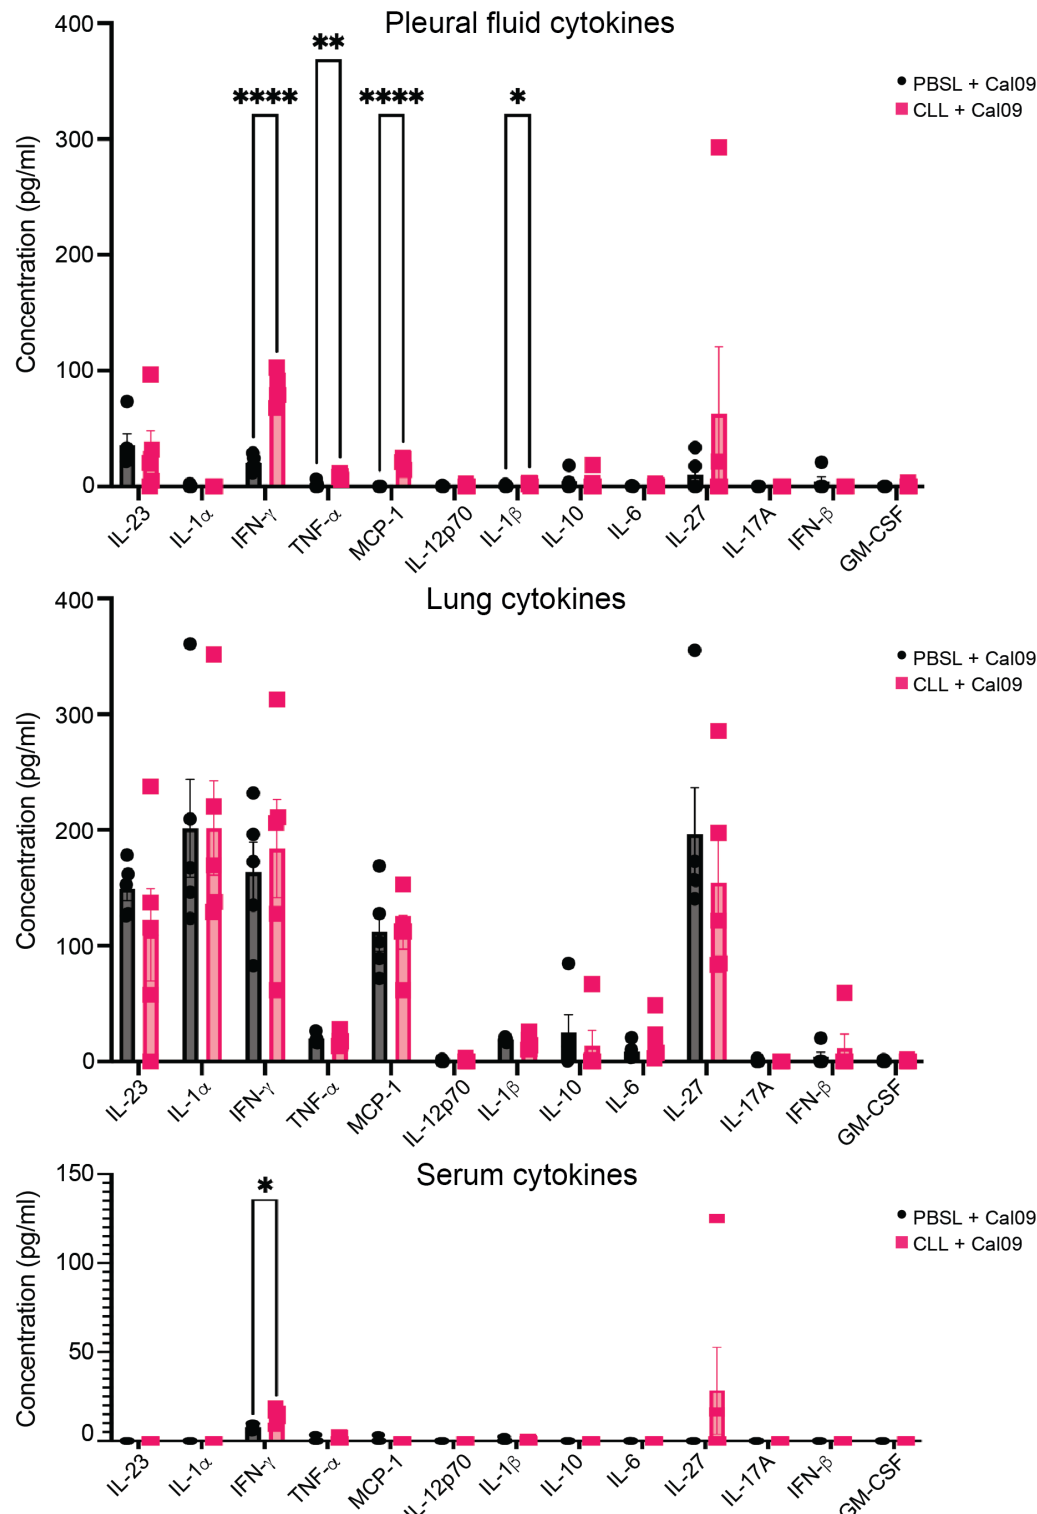 Pleural fluid cytokines
400
300
200
100
0
Concentration (pg/ml)
**
**** **** *
PBSL + Cal09
CLL + Cal09
IL-23 IL-1α IFN-γ TNF-α MCP-1 IL-12p70 IL-1β IL-10 IL-6 IL-27 IL-17A IFN-β GM-CSF
Lung cytokines
400
300
200
100
0
Concentration (pg/ml)
PBSL + Cal09
CLL + Cal09
IL-23 IL-1α IFN-γ TNF-α MCP-1 IL-12p70 IL-1β IL-10 IL-6 IL-27 IL-17A IFN-β GM-CSF
Serum cytokines
150
100
50
0
Concentration (pg/ml)
*
PBSL + Cal09
CLL + Cal09
IL-23 IL-1α IFN-γ TNF-α MCP-1 IL-12p70 IL-1β IL-10 IL-6 IL-27 IL-17A IFN-β GM-CSF